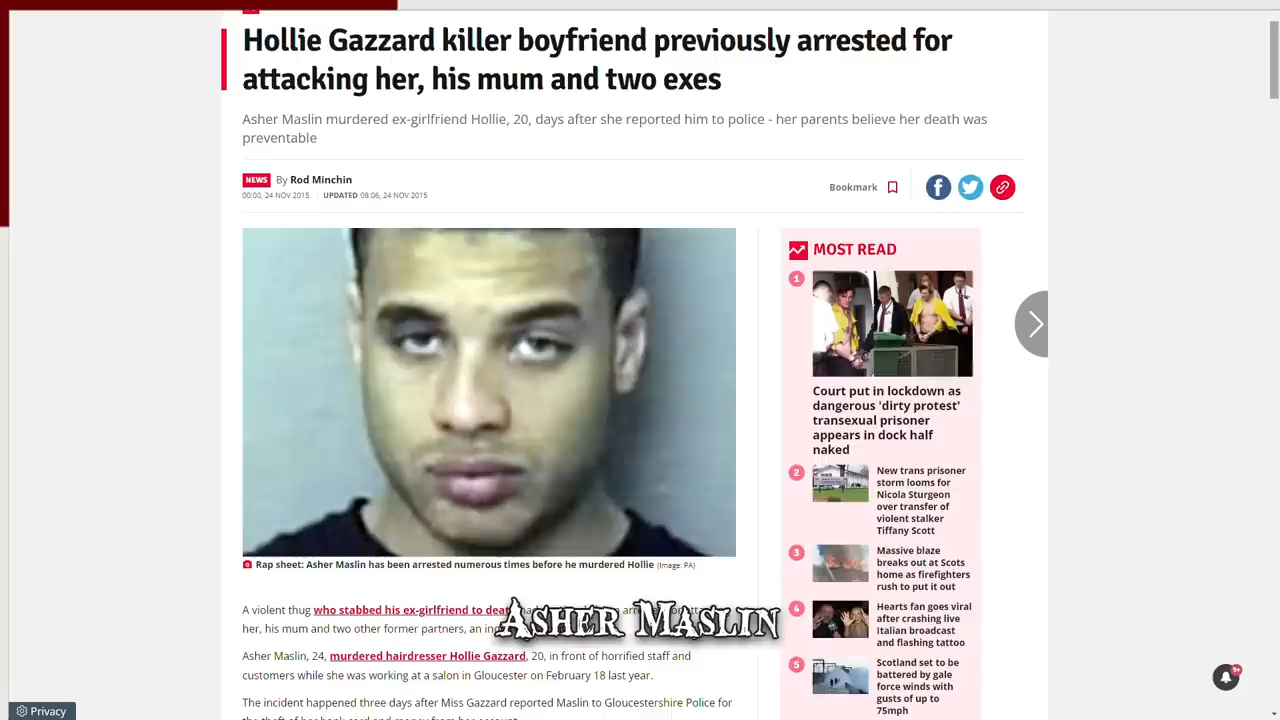 Hollie Gazzard killer boyfriend previously arrested for
attacking her, his mum and two exes
Asher Maslin murdered ex-girlfriend Hollie, 20, days after she reported him to police - her parents believe her death was
preventable
NEWS By Rod Minchin
00:00, 24 NOV 2015 | UPDATED 08:06, 24 NOV 2015
Bookmark
Rap sheet: Asher Maslin has been arrested numerous times before he murdered Hollie (Image: PA)
A violent thug who stabbed his ex-girlfriend to death
her, his mum and two other former partners, an
Asher Maslin
Asher Maslin, 24, murdered hairdresser Hollie Gazzard, 20, in front of horrified staff and
customers while she was working at a salon in Gloucester on February 18 last year.
The incident happened three days after Miss Gazzard reported Maslin to Gloucestershire Police for
MOST READ
1
Court put in lockdown as
dangerous 'dirty protest'
transexual prisoner
appears in dock half
naked
2
New trans prisoner
storm looms for
Nicola Sturgeon
over transfer of
violent stalker
Tiffany Scott
3
Massive blaze
breaks out at Scots
home as firefighters
rush to put it out
4
Hearts fan goes viral
after crashing live
Italian broadcast
and flashing tattoo
5
Scotland set to be
battered by gale
force winds with
gusts of up to
75mph
Privacy
9+